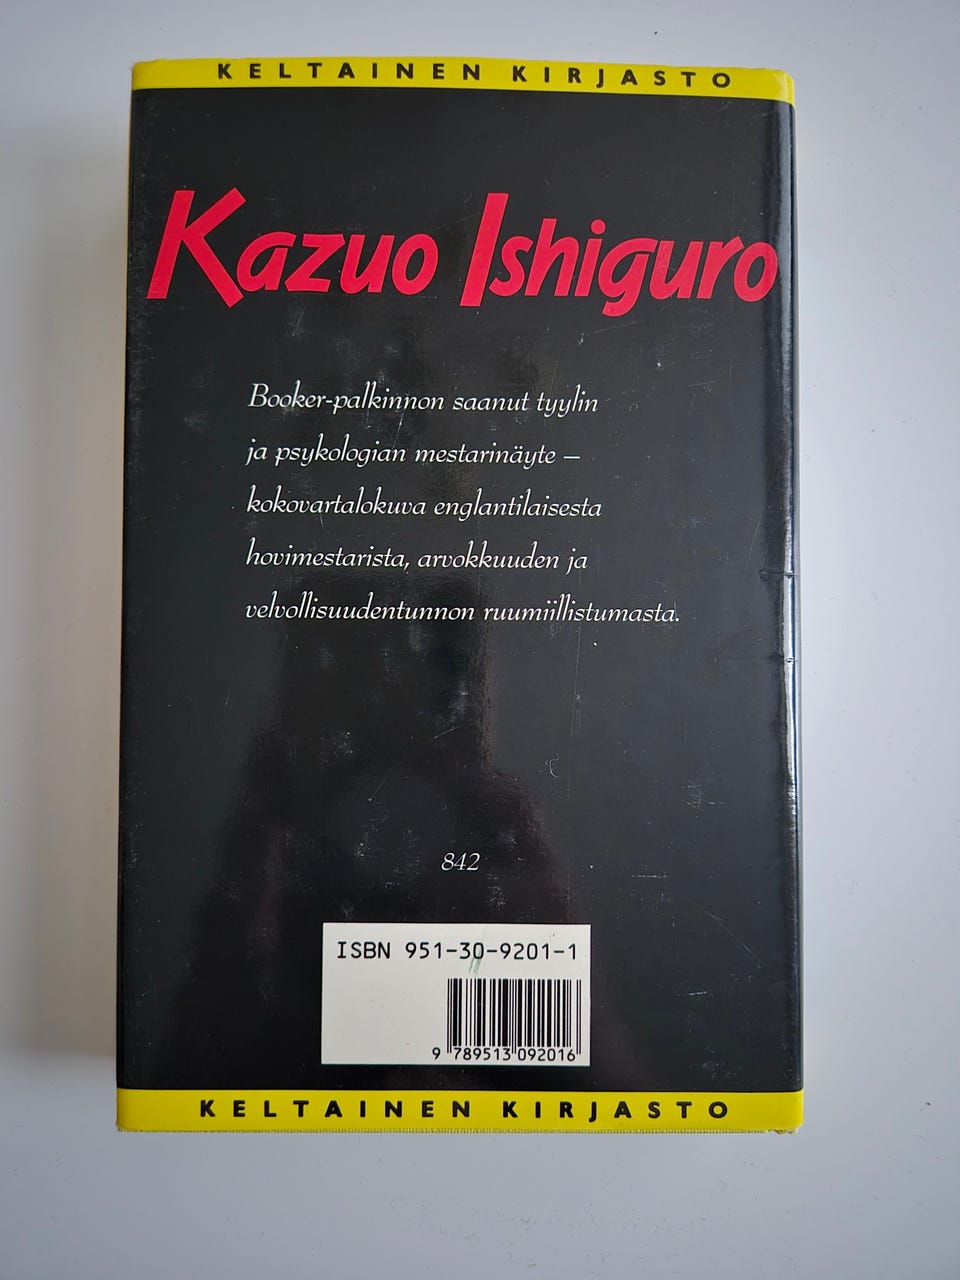 KELTAINEN KIRJASTO
Kazuo Ishiguro
Booker-palkinnon saanut tyylin
ja psykologian mestarinäyte –
kokovartalokuva englantilaisesta
hovimestarista, arvokkuuden ja
velvollisuudentunnon ruumiillistumasta.
842
ISBN 951-30-9201-1
9 789513 092016
KELTAINEN KIRJASTO